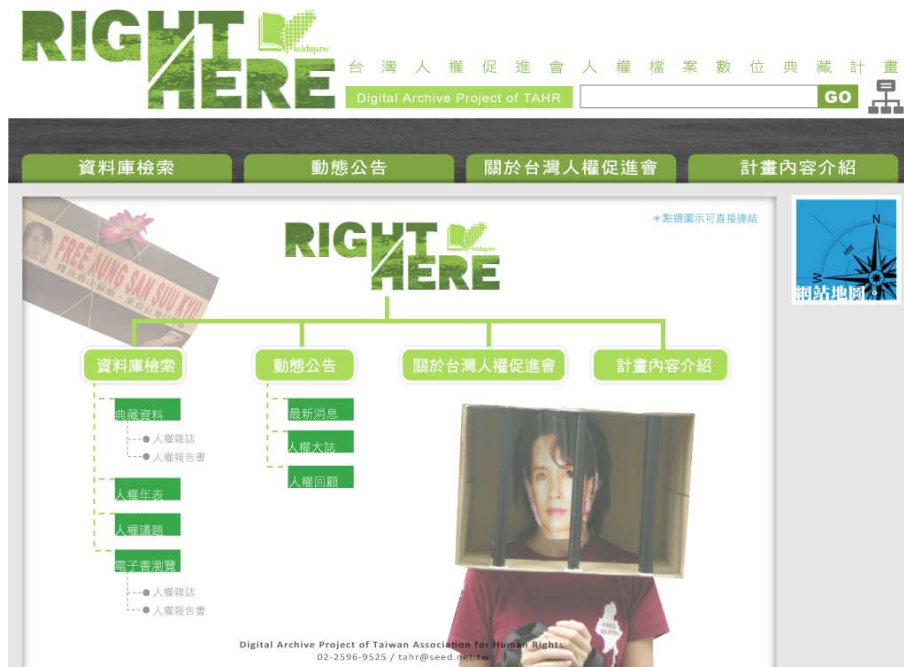 RIGHT
HERE
teldap.tw
台灣人權促進會人權檔案數位典藏計畫
Digital Archive Project of TAHR
GO
資料庫檢索
動態公告
關於台灣人權促進會
計畫內容介紹
*點選圖示可直接連結
RIGHT
HERE
N
NW
W
網站地圖。
FREE AUNG SAN SUU KYI
資料庫檢索
動態公告
關於台灣人權促進會
計畫內容介紹
典藏資料
人權雜誌
人權報告書
人權年表
人權議題
電子書瀏覽
人權雜誌
人權報告書
最新消息
人權大誌
人權回顧
FREE
BURMA
Digital Archive Project of Taiwan Association for Human Rights
02-2596-9525 / tahr@seed.net.tw